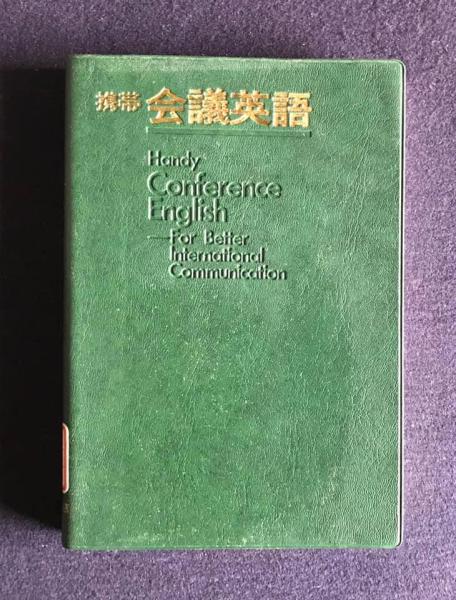 携帯 会議英語
Handy
Conference
English
—For Better
International
Communication